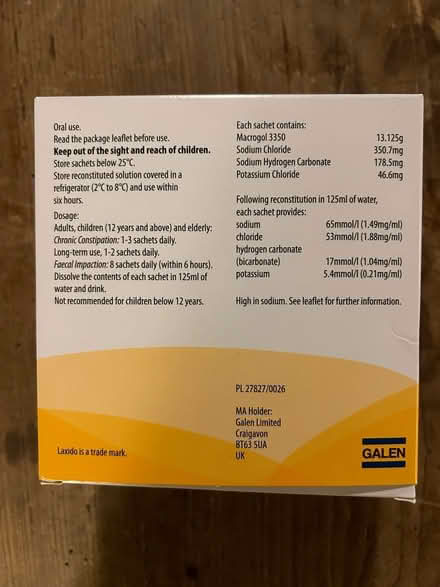 Oral use.
Read the package leaflet before use.
Keep out of the sight and reach of children.
Store sachets below 25°C.
Store reconstituted solution covered in a
refrigerator (2°C to 8°C) and use within
six hours.
Dosage:
Adults, children (12 years and above) and elderly:
Chronic Constipation: 1-3 sachets daily.
Long-term use, 1-2 sachets daily.
Faecal Impaction: 8 sachets daily (within 6 hours).
Dissolve the contents of each sachet in 125ml of
water and drink.
Not recommended for children below 12 years.
Each sachet contains:
Macrogol 3350 13.125g
Sodium Chloride 350.7mg
Sodium Hydrogen Carbonate 178.5mg
Potassium Chloride 46.6mg
Following reconstitution in 125ml of water,
each sachet provides:
sodium 65mmol/l (1.49mg/ml)
chloride 53mmol/l (1.88mg/ml)
hydrogen carbonate
(bicarbonate) 17mmol/l (1.04mg/ml)
potassium 5.4mmol/l (0.21mg/ml)
High in sodium. See leaflet for further information.
PL 27827/0026
MA Holder:
Galen Limited
Craigavon
BT63 5UA
UK
Laxido is a trade mark.
GALEN